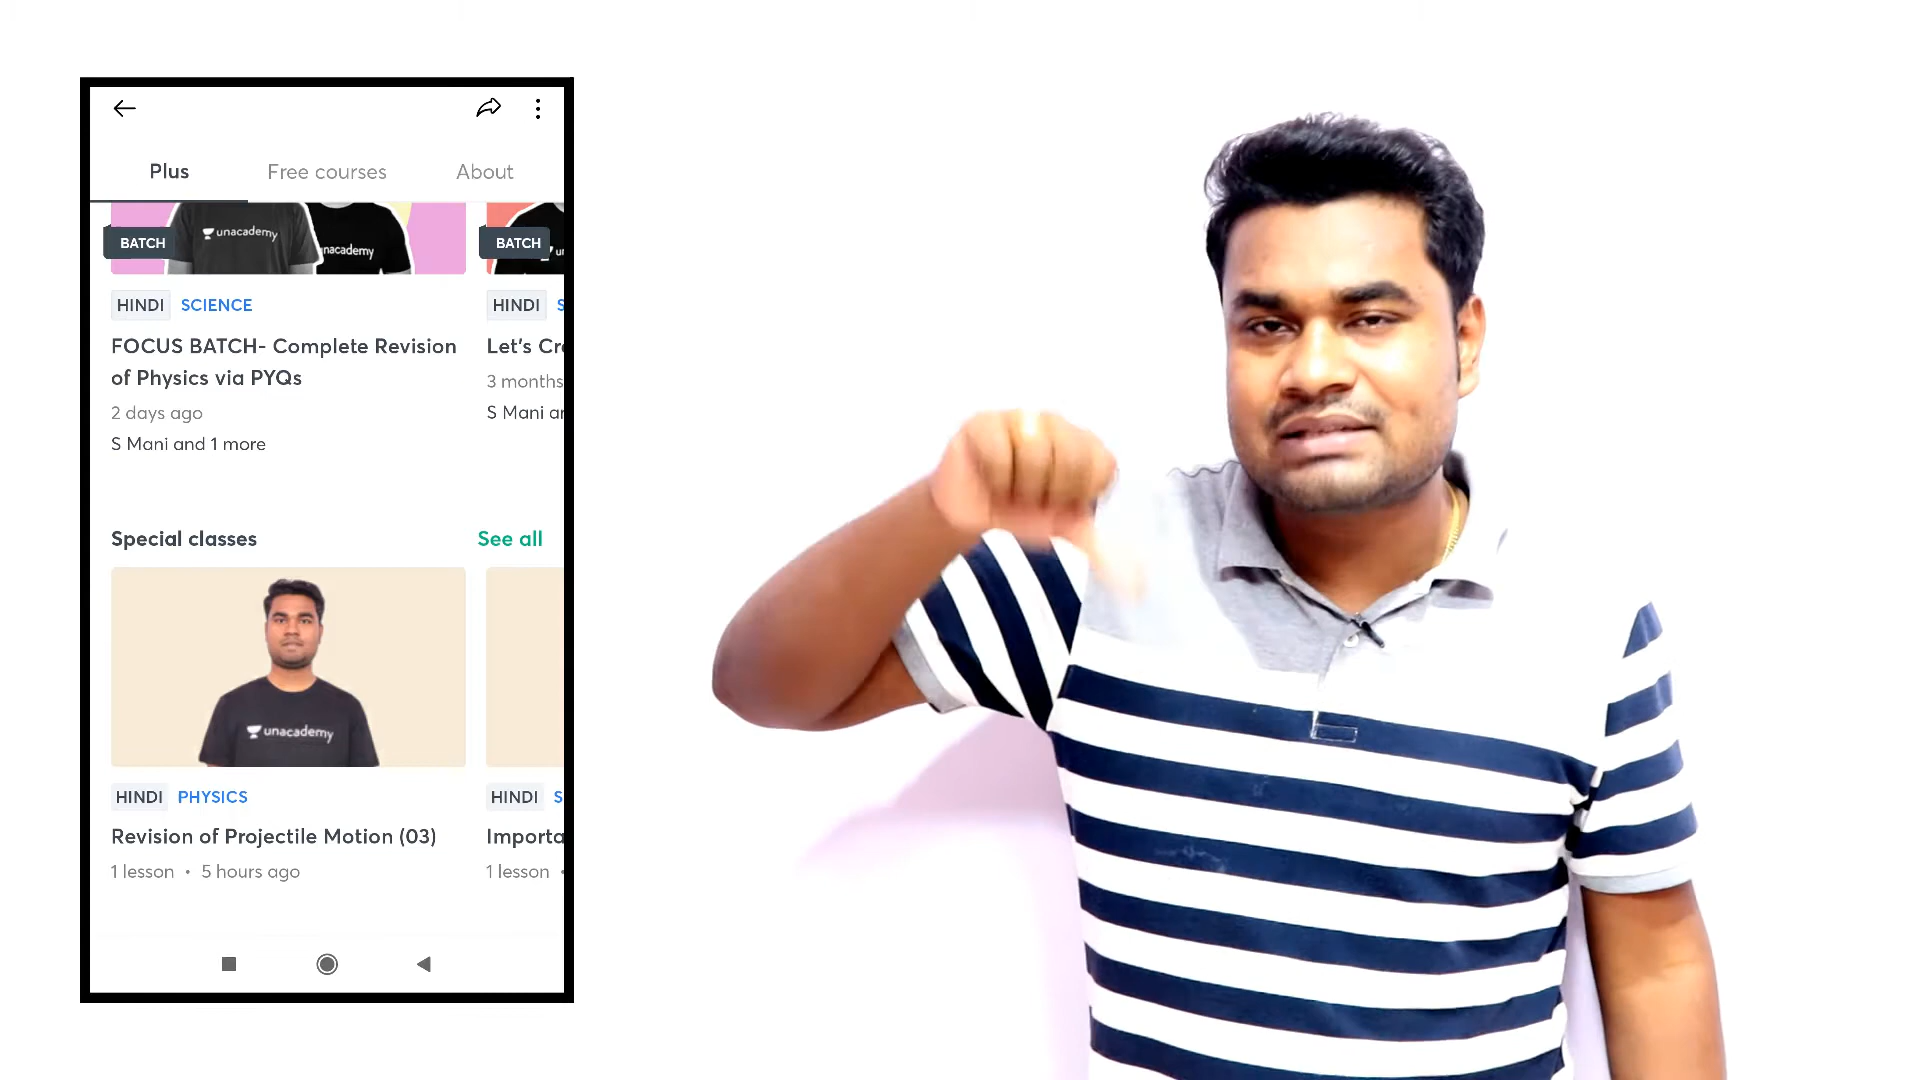 Plus Free courses About
unacademy
unacademy
BATCH
BATCH
HINDI SCIENCE
HINDI S
FOCUS BATCH- Complete Revision
of Physics via PYQs
Let's Cr
2 days ago
3 months
S Mani and 1 more
S Mani ar
Special classes See all
unacademy
HINDI PHYSICS
HINDI S
Revision of Projectile Motion (03)
Importa
1 lesson • 5 hours ago
1 lesson •